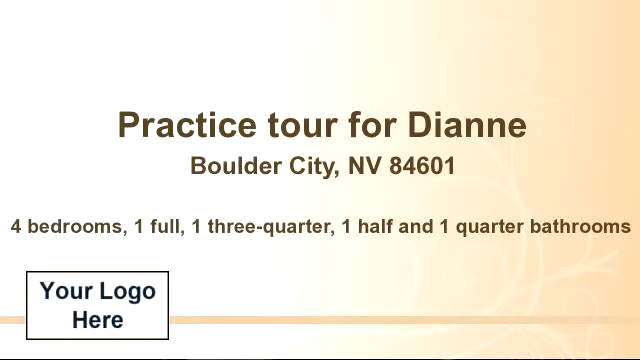 Practice tour for Dianne
Boulder City, NV 84601
4 bedrooms, 1 full, 1 three-quarter, 1 half and 1 quarter bathrooms
Your Logo
Here